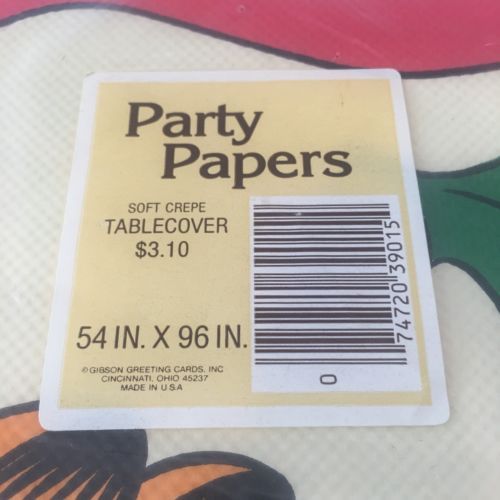 Party
Papers
SOFT CREPE
TABLECOVER
$3.10
54 IN. X 96 IN.
© GIBSON GREETING CARDS, INC
CINCINNATI, OHIO 45237
MADE IN U.S.A
0
74720 39015